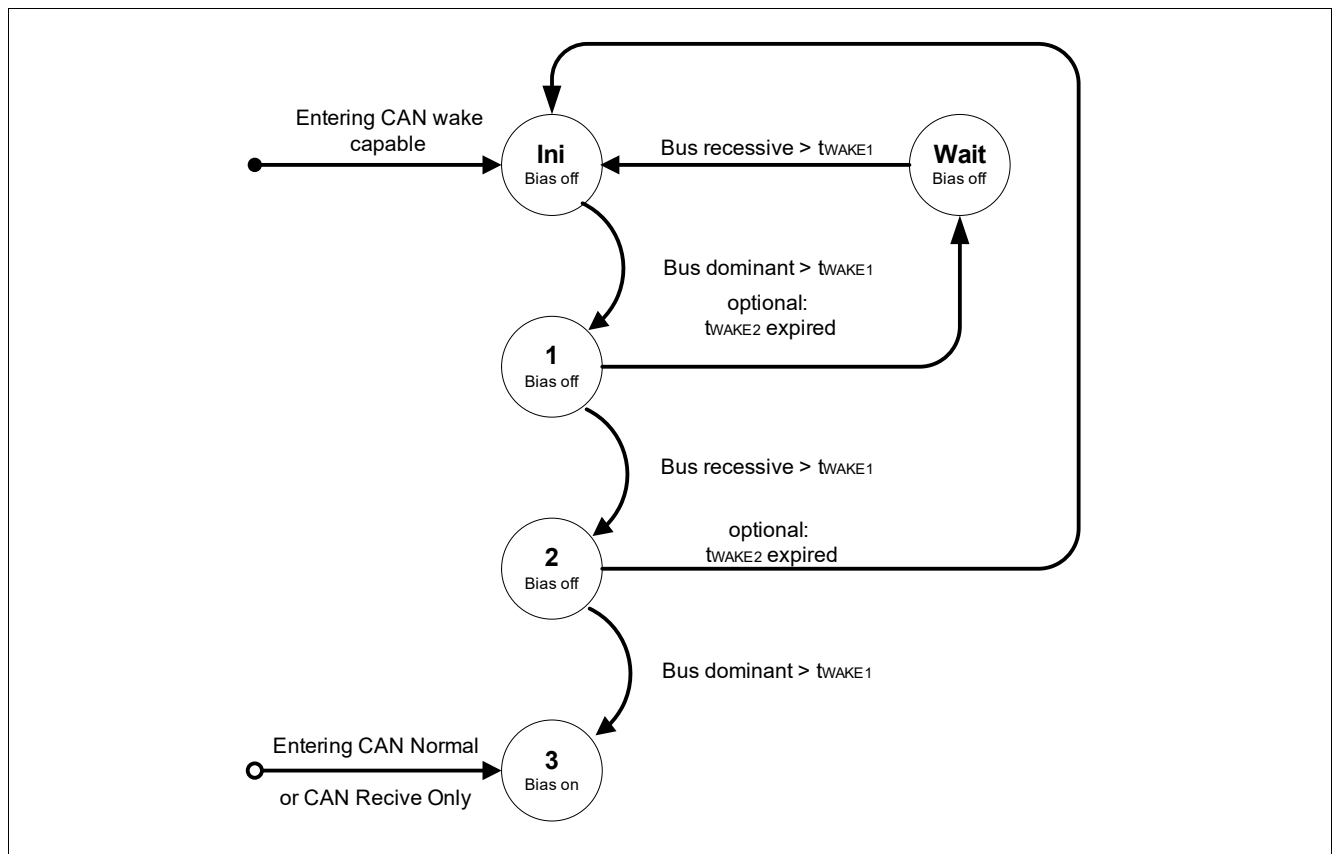 Entering CAN wake
capable
Ini
Bias off
Bus recessive > tWAKE1
Wait
Bias off
Bus dominant > tWAKE1
optional:
tWAKE2 expired
1
Bias off
Bus recessive > tWAKE1
optional:
tWAKE2 expired
2
Bias off
Bus dominant > tWAKE1
Entering CAN Normal
or CAN Recive Only
3
Bias on